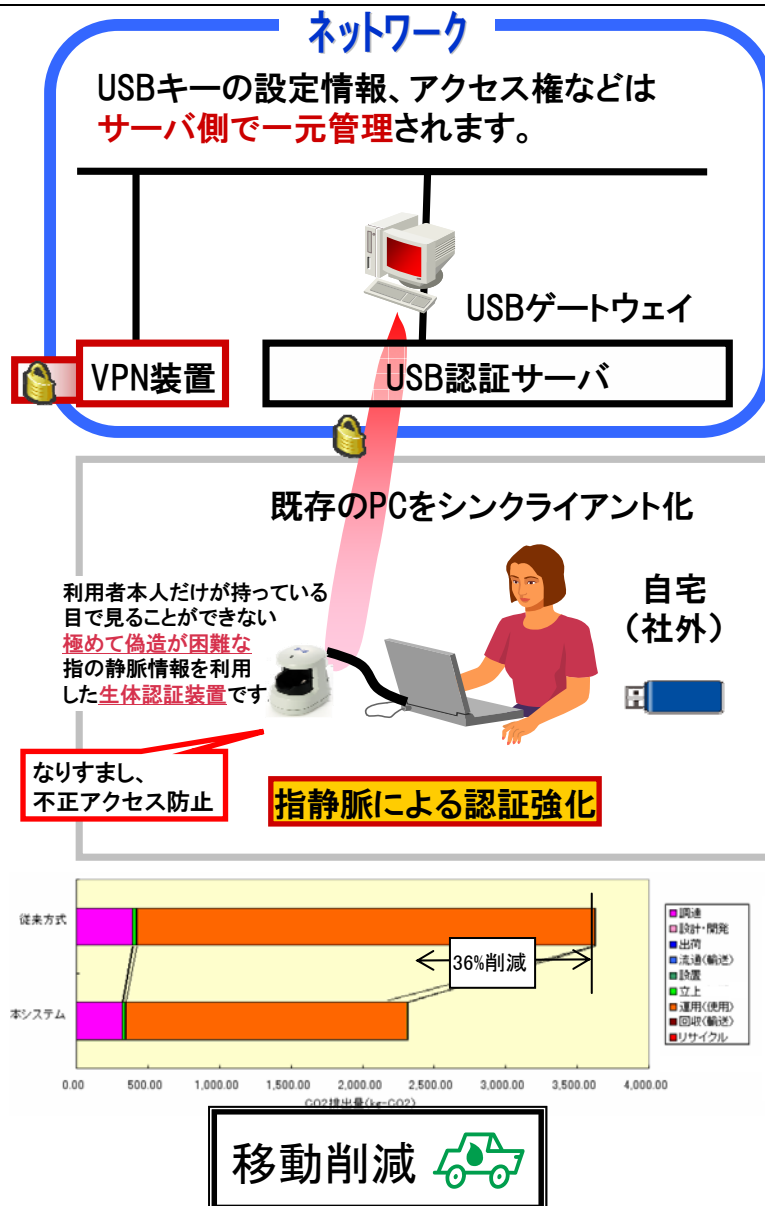 ネットワーク
USBキーの設定情報、アクセス権などは
サーバ側で一元管理されます。
USBゲートウェイ
VPN装置
USB認証サーバ
既存のPCをシンクライアント化
利用者本人だけが持っている
目で見ることができない
極めて偽造が困難な
指の静脈情報を利用
した生体認証装置です
自宅
（社外）
なりすまし、
不正アクセス防止
指静脈による認証強化
従来方式
本システム
36%削減
調達
設計・開発
出荷
流通(輸送)
設置
立上
運用(使用)
回収(輸送)
リサイクル
0.00 500.00 1,000.00 1,500.00 2,000.00 2,500.00 3,000.00 3,500.00 4,000.00
CO2排出量(kg-CO2)
移動削減